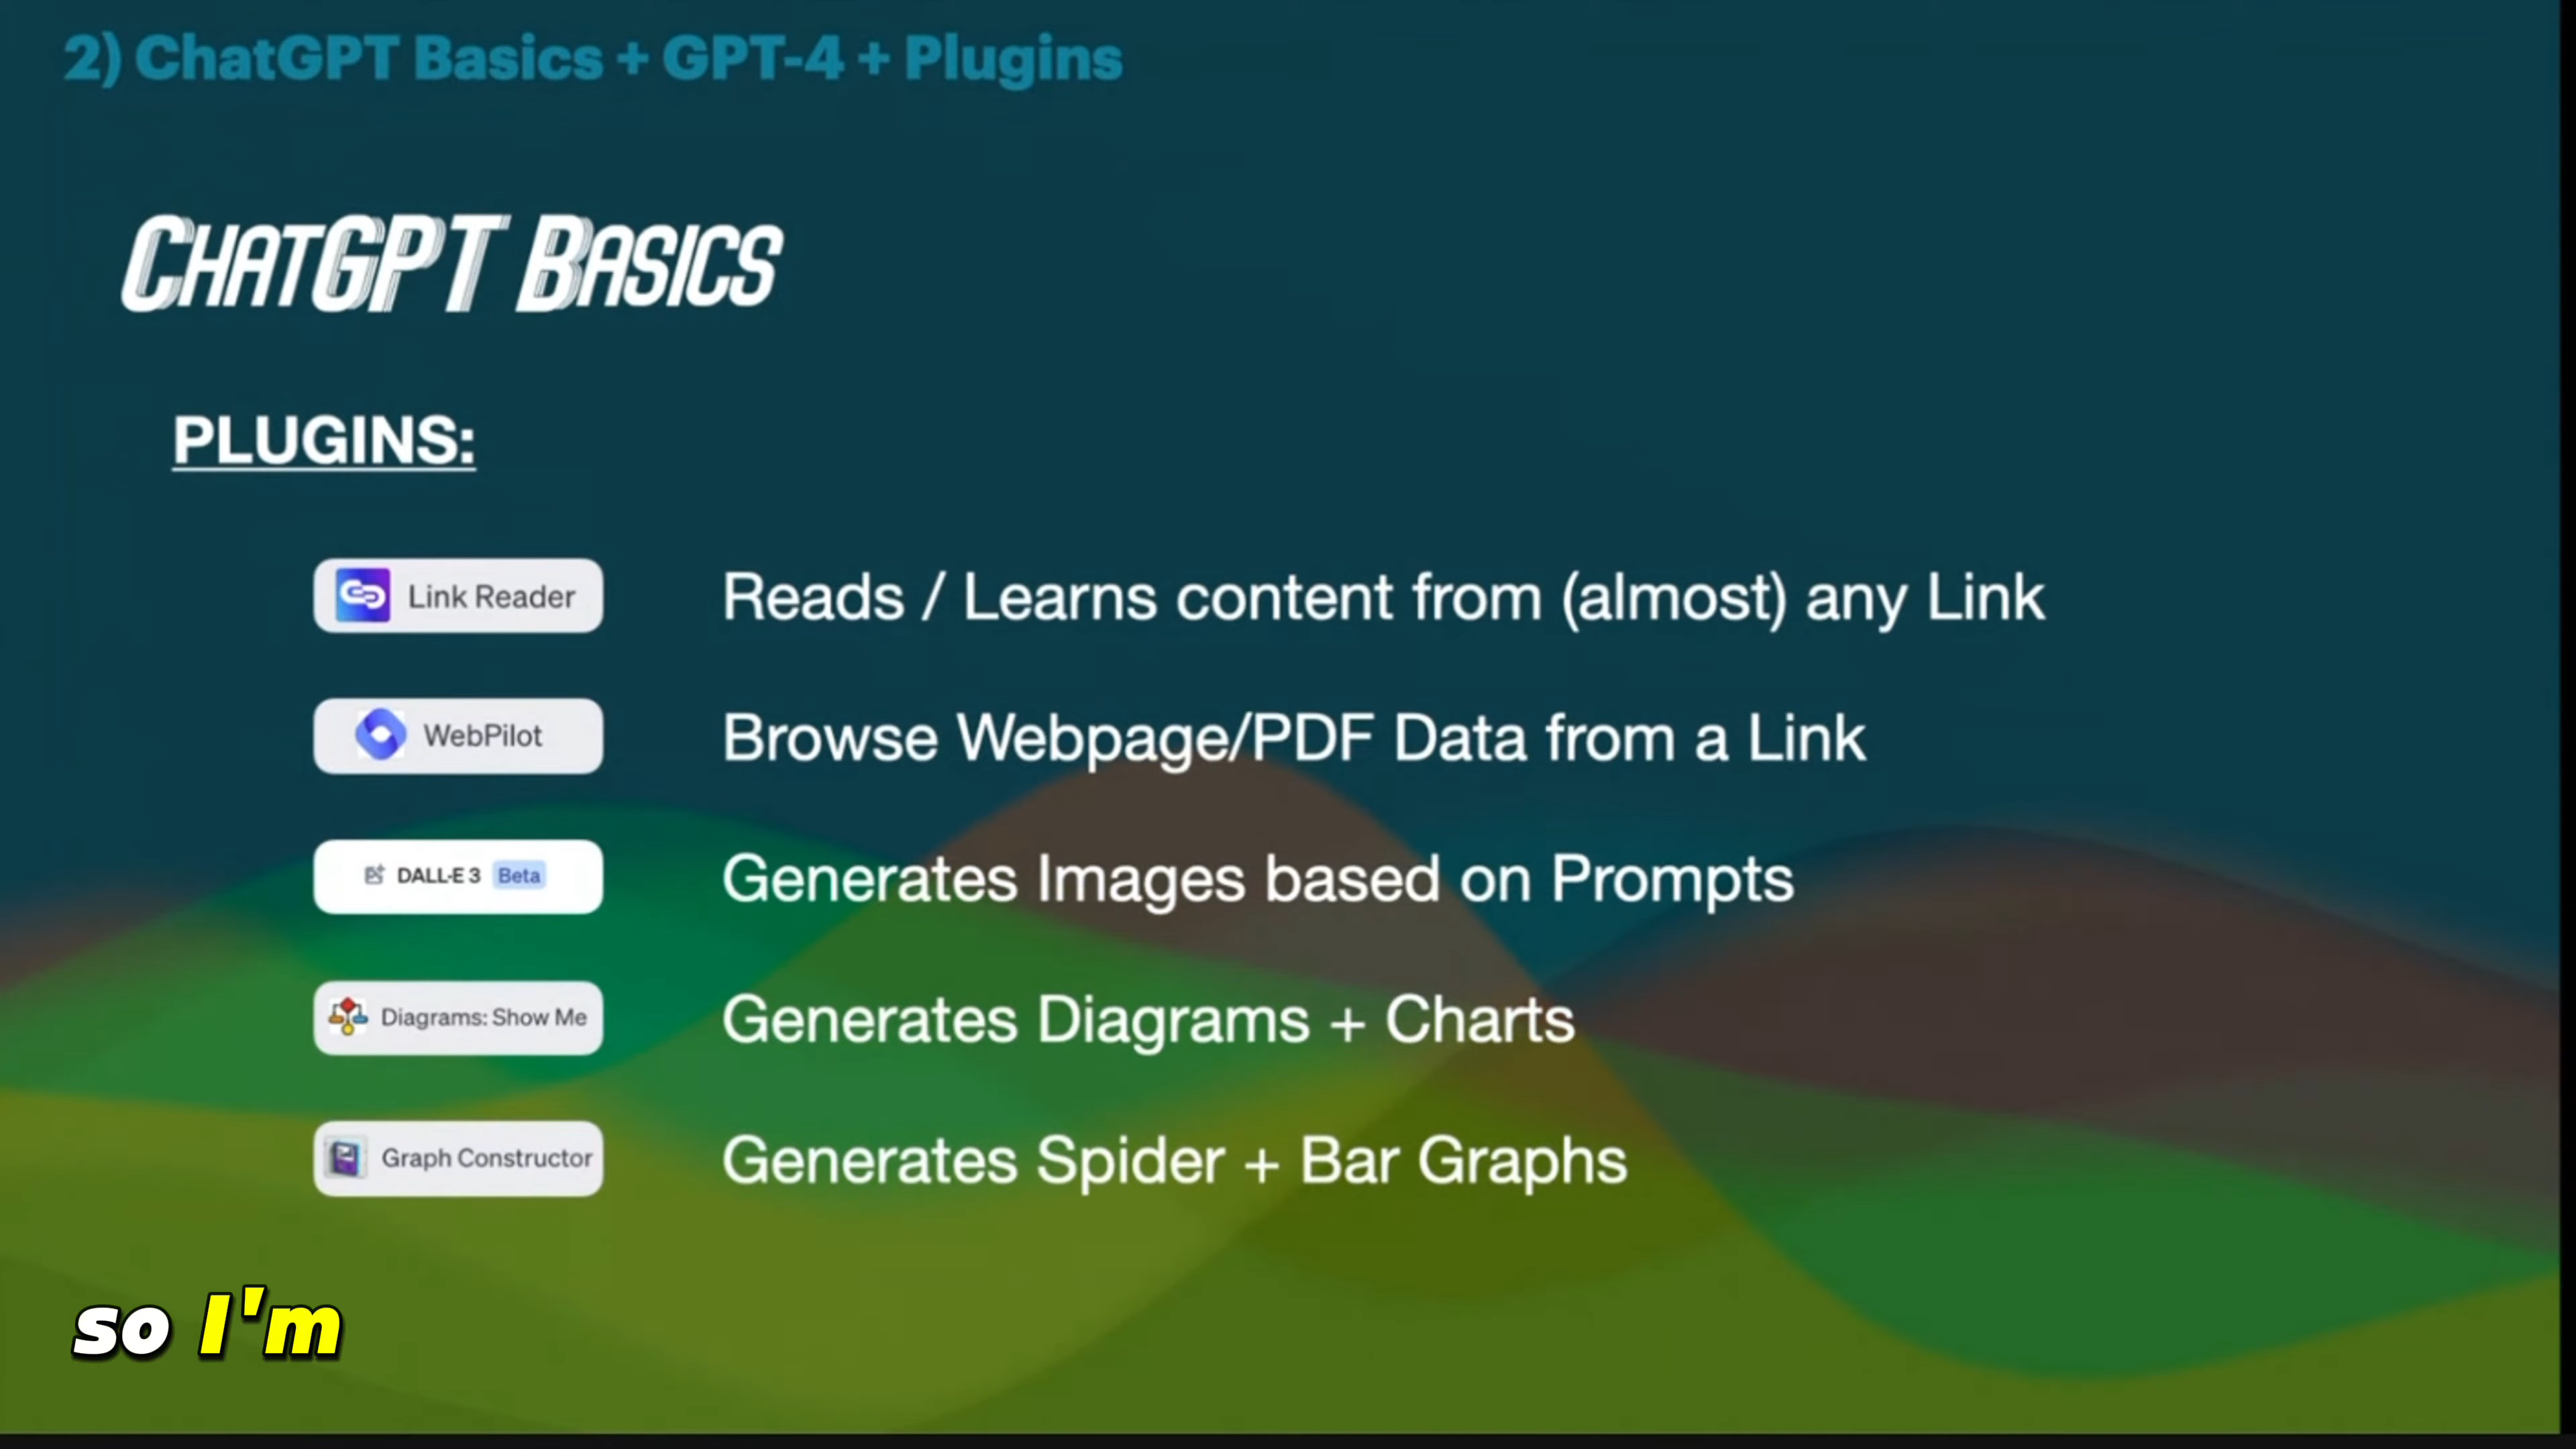 2) ChatGPT Basics + GPT-4 + Plugins
CHATGPT BASICS
PLUGINS:
Link Reader Reads / Learns content from (almost) any Link
WebPilot Browse Webpage/PDF Data from a Link
DALL·E 3 Beta Generates Images based on Prompts
Diagrams: Show Me Generates Diagrams + Charts
Graph Constructor Generates Spider + Bar Graphs
so I'm